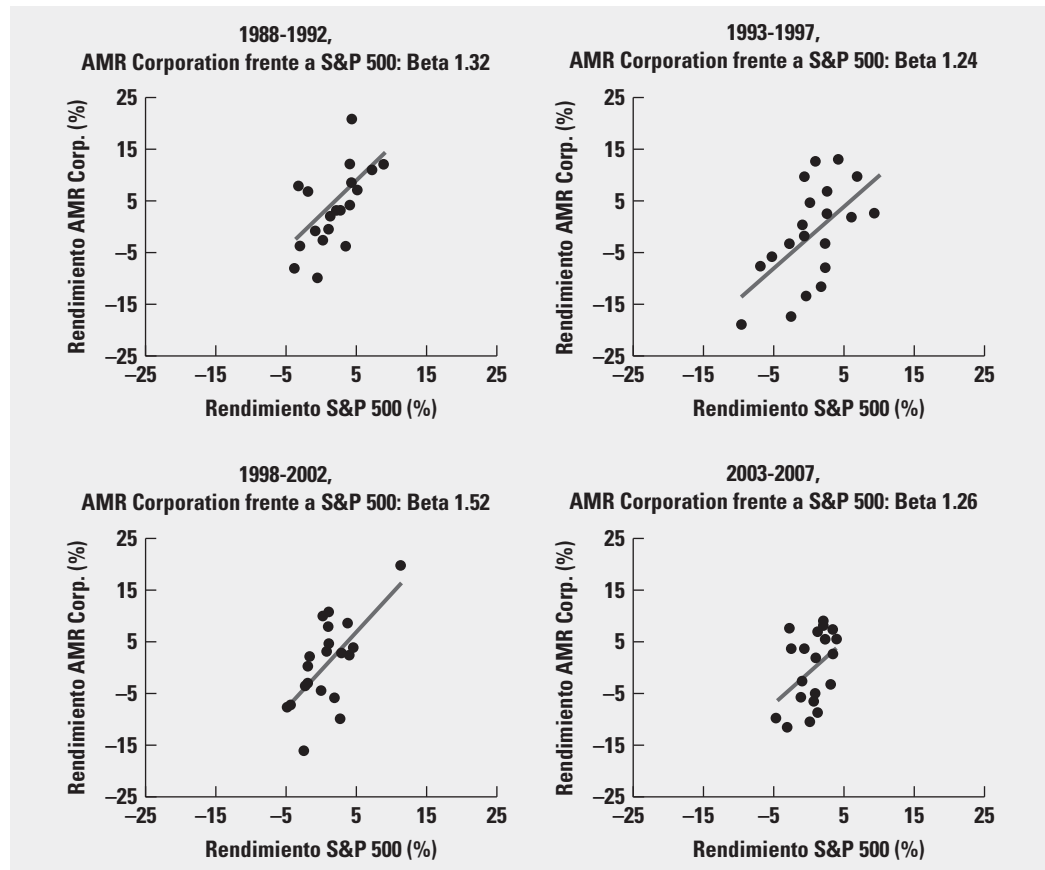 1988-1992,
AMR Corporation frente a S&P 500: Beta 1.32
Rendimiento AMR Corp. (%)
25
15
5
–5
–15
–25
–25 –15 –5 5 15 25
Rendimiento S&P 500 (%)
1993-1997,
AMR Corporation frente a S&P 500: Beta 1.24
Rendimiento AMR Corp. (%)
25
15
5
–5
–15
–25
–25 –15 –5 5 15 25
Rendimiento S&P 500 (%)
1998-2002,
AMR Corporation frente a S&P 500: Beta 1.52
Rendimiento AMR Corp. (%)
25
15
5
–5
–15
–25
–25 –15 –5 5 15 25
Rendimiento S&P 500 (%)
2003-2007,
AMR Corporation frente a S&P 500: Beta 1.26
Rendimiento AMR Corp. (%)
25
15
5
–5
–15
–25
–25 –15 –5 5 15 25
Rendimiento S&P 500 (%)